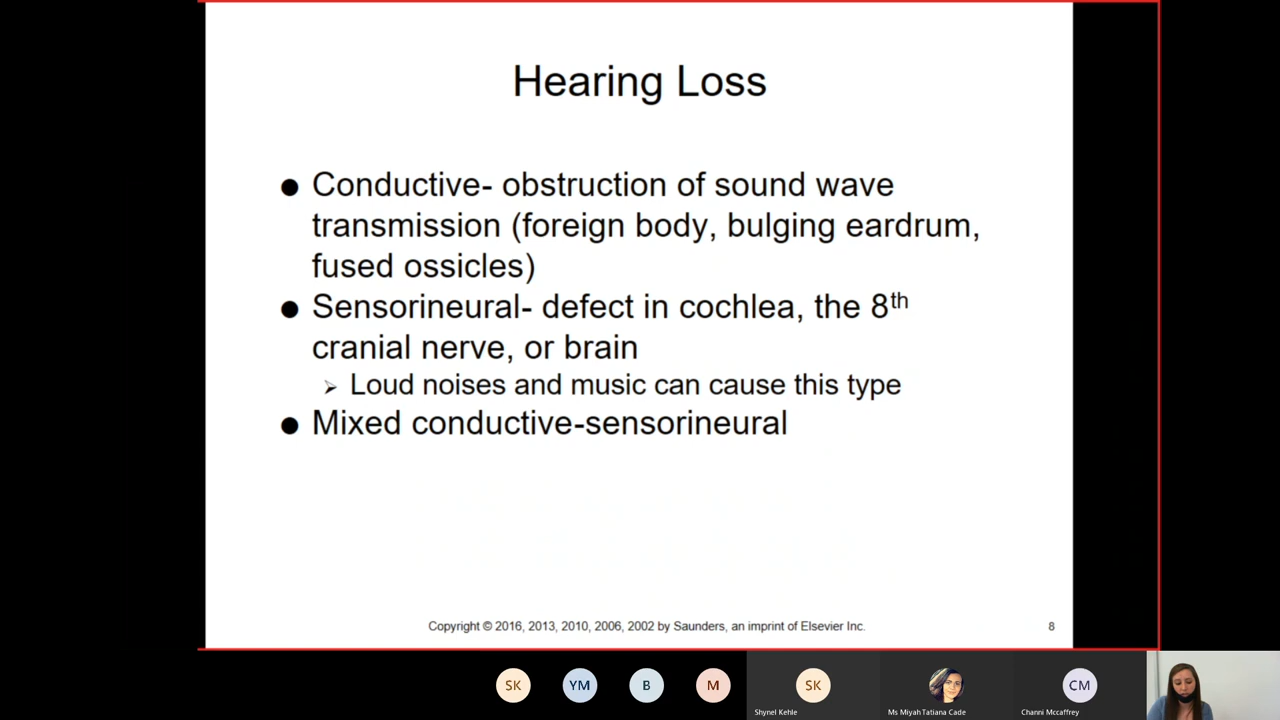 Hearing Loss
● Conductive- obstruction of sound wave
transmission (foreign body, bulging eardrum,
fused ossicles)
● Sensorineural- defect in cochlea, the 8th
cranial nerve, or brain
➢ Loud noises and music can cause this type
● Mixed conductive-sensorineural
Copyright © 2016, 2013, 2010, 2006, 2002 by Saunders, an imprint of Elsevier Inc. 8
SK YM B M SK CM
Shynel Kehle Ms Miyah Tatiana Cade Channi Mccaffrey